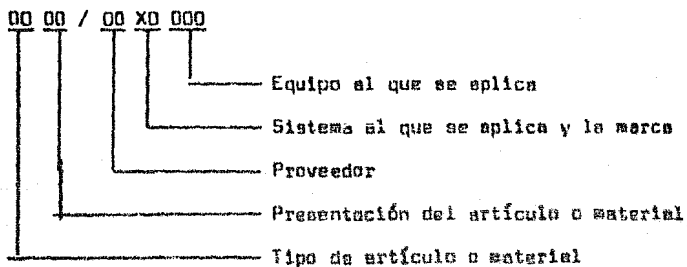 00 00 / 00 X0 000
Equipo al que se aplica
Sistema al que se aplica y la marca
Proveedor
Presentación del artículo o material
Tipo de artículo o material